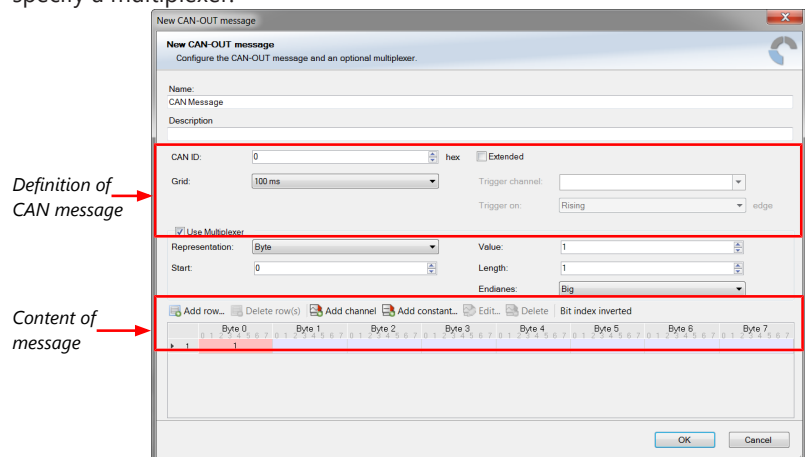 specify a multiplexer.
New CAN-OUT message
New CAN-OUT message
Configure the CAN-OUT message and an optional multiplexer.
Name:
CAN Message
Description
Definition of
CAN message
CAN ID: 0 hex Extended
Grid: 100 ms Trigger channel:
Trigger on: Rising edge
Use Multiplexer
Representation: Byte Value: 1
Start: 0 Length: 1
Endianes: Big
Content of
message
Add row... Delete row(s) Add channel Add constant... Edit... Delete Bit index inverted
Byte 0 Byte 1 Byte 2 Byte 3 Byte 4 Byte 5 Byte 6 Byte 7
0 1 2 3 4 5 6 7 0 1 2 3 4 5 6 7 0 1 2 3 4 5 6 7 0 1 2 3 4 5 6 7 0 1 2 3 4 5 6 7 0 1 2 3 4 5 6 7 0 1 2 3 4 5 6 7 0 1 2 3 4 5 6 7
1 1
OK Cancel